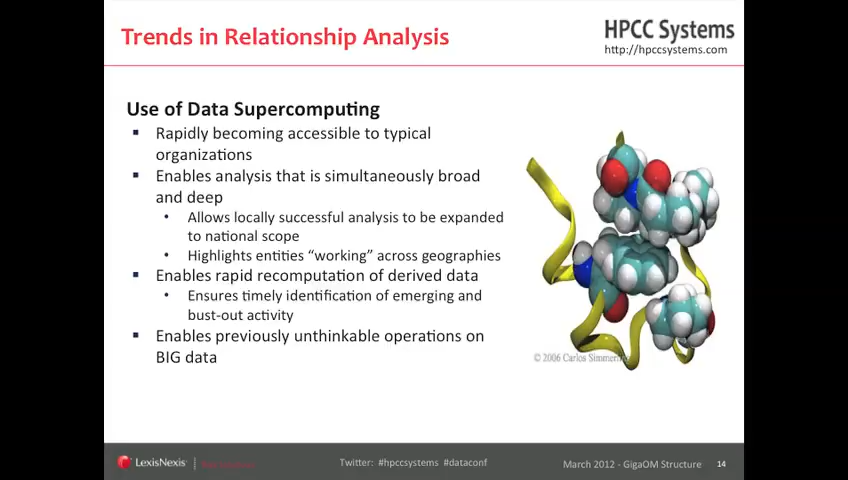 Trends in Relationship Analysis
HPCC Systems
http://hpccsystems.com
Use of Data Supercomputing
▪ Rapidly becoming accessible to typical
organizations
▪ Enables analysis that is simultaneously broad
and deep
• Allows locally successful analysis to be expanded
to national scope
• Highlights entities “working” across geographies
▪ Enables rapid recomputation of derived data
• Ensures timely identification of emerging and
bust-out activity
▪ Enables previously unthinkable operations on
BIG data
© 2006 Carlos
LexisNexis
Twitter: #hpccsystems #dataconf
March 2012 - GigaOM Structure
14